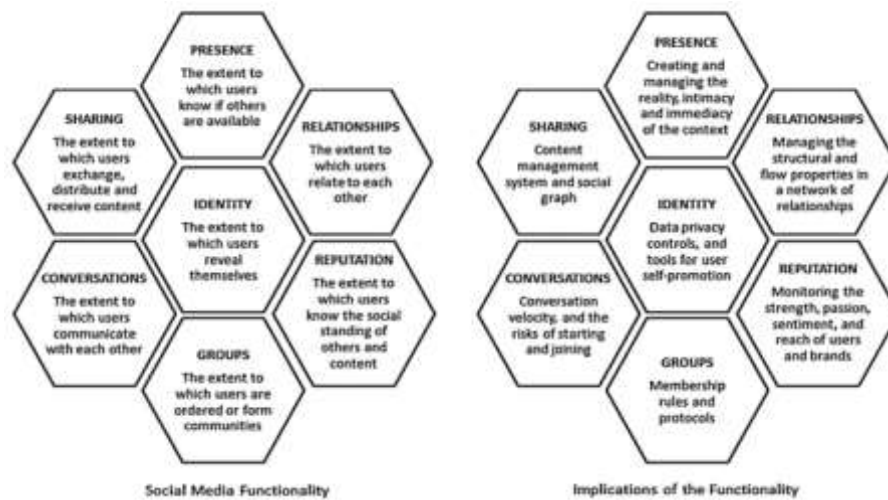 PRESENCE
The extent to
which users
know if others
are available
SHARING
The extent to
which users
exchange,
distribute and
receive content
RELATIONSHIPS
The extent to
which users
relate to each
other
IDENTITY
The extent to
which users
reveal
themselves
CONVERSATIONS
The extent to
which users
communicate
with each other
REPUTATION
The extent to
which users
know the social
standing of
others and
content
GROUPS
The extent to
which users are
ordered or form
communities
Social Media Functionality
PRESENCE
Creating and
managing the
reality, intimacy
and immediacy
of the context
SHARING
Content
management
system and social
graph
RELATIONSHIPS
Managing the
structural and
flow properties in
a network of
relationships
IDENTITY
Data privacy
controls, and
tools for user
self-promotion
CONVERSATIONS
Conversation
velocity, and the
risks of starting
and joining
REPUTATION
Monitoring the
strength, passion,
sentiment, and
reach of users
and brands
GROUPS
Membership
rules and
protocols
Implications of the Functionality